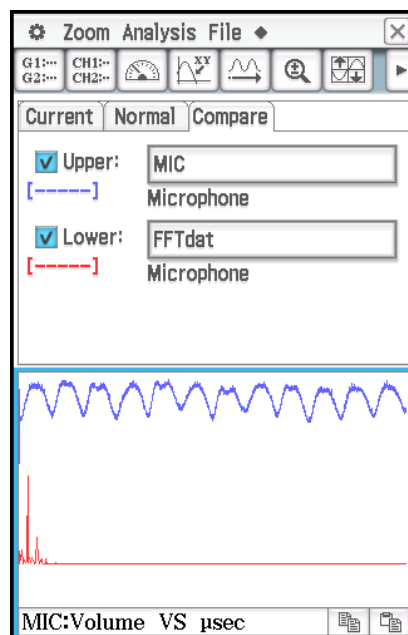 Zoom Analysis File ◆
G1:··· CH1:··
G2:··· CH2:··
XY
Current Normal Compare
Upper: MIC
[-----] Microphone
Lower: FFTdat
[-----] Microphone
MIC:Volume VS µsec